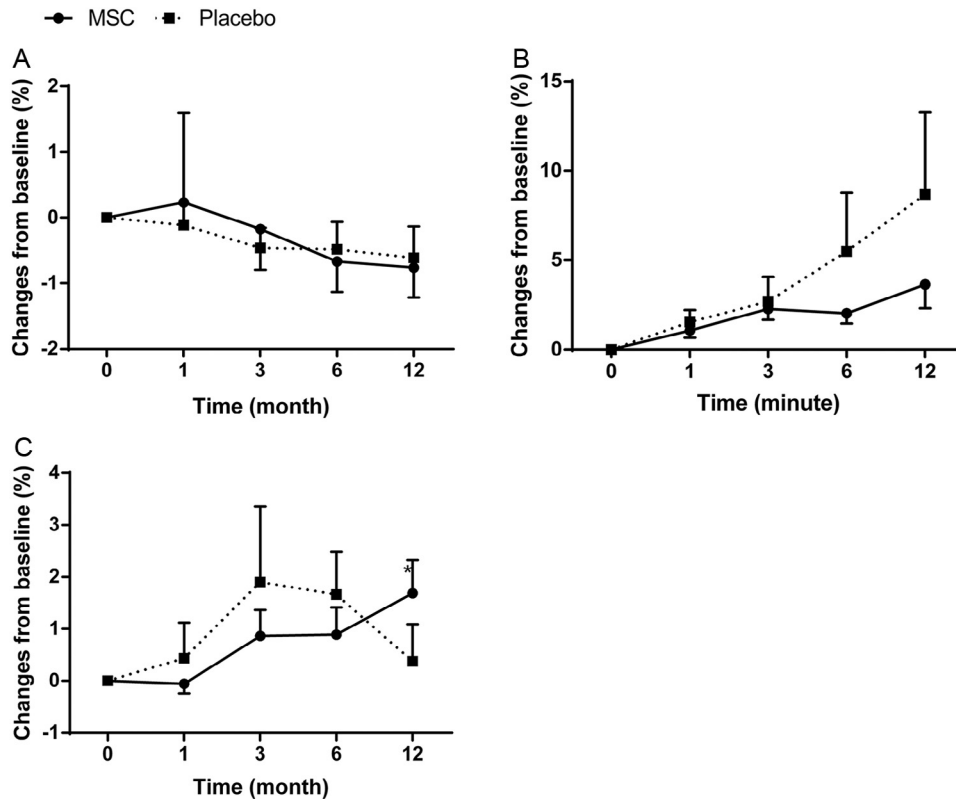 MSC Placebo
A
Changes from baseline (%)
2
1
0
-1
-2
0 1 3 6 12
Time (month)
B
Changes from baseline (%)
15
10
5
0
0 1 3 6 12
Time (minute)
C
Changes from baseline (%)
4
3
2
1
0
-1
*
0 1 3 6 12
Time (month)